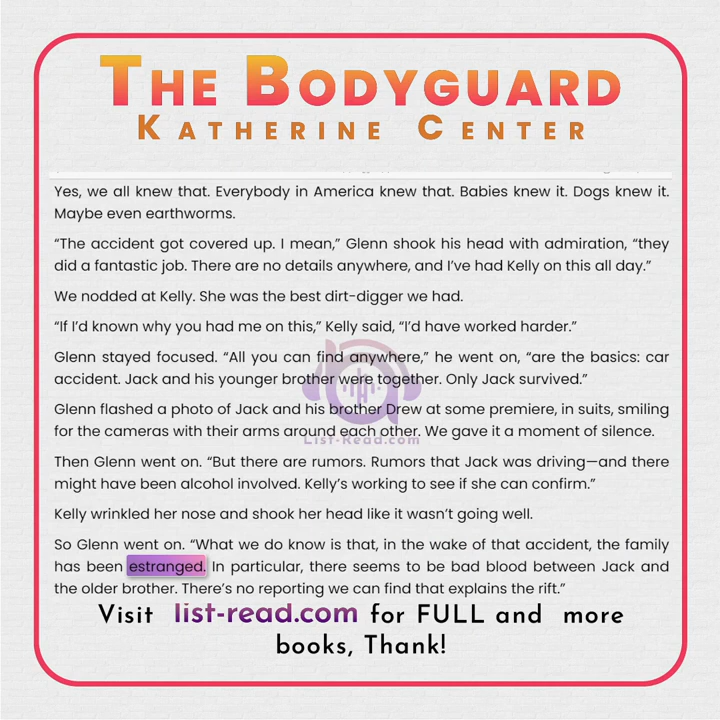 THE BODYGUARD
KATHERINE CENTER
Yes, we all knew that. Everybody in America knew that. Babies knew it. Dogs knew it.
Maybe even earthworms.
“The accident got covered up. I mean,” Glenn shook his head with admiration, “they
did a fantastic job. There are no details anywhere, and I’ve had Kelly on this all day.”
We nodded at Kelly. She was the best dirt-digger we had.
“If I’d known why you had me on this,” Kelly said, “I’d have worked harder.”
Glenn stayed focused. “All you can find anywhere,” he went on, “are the basics: car
accident. Jack and his younger brother were together. Only Jack survived.”
Glenn flashed a photo of Jack and his brother Drew at some premiere, in suits, smiling
for the cameras with their arms around each other. We gave it a moment of silence.
List-Read.com
Then Glenn went on. “But there are rumors. Rumors that Jack was driving—and there
might have been alcohol involved. Kelly’s working to see if she can confirm.”
Kelly wrinkled her nose and shook her head like it wasn’t going well.
So Glenn went on. “What we do know is that, in the wake of that accident, the family
has been estranged. In particular, there seems to be bad blood between Jack and
the older brother. There’s no reporting we can find that explains the rift.”
Visit list-read.com for FULL and more
books, Thank!